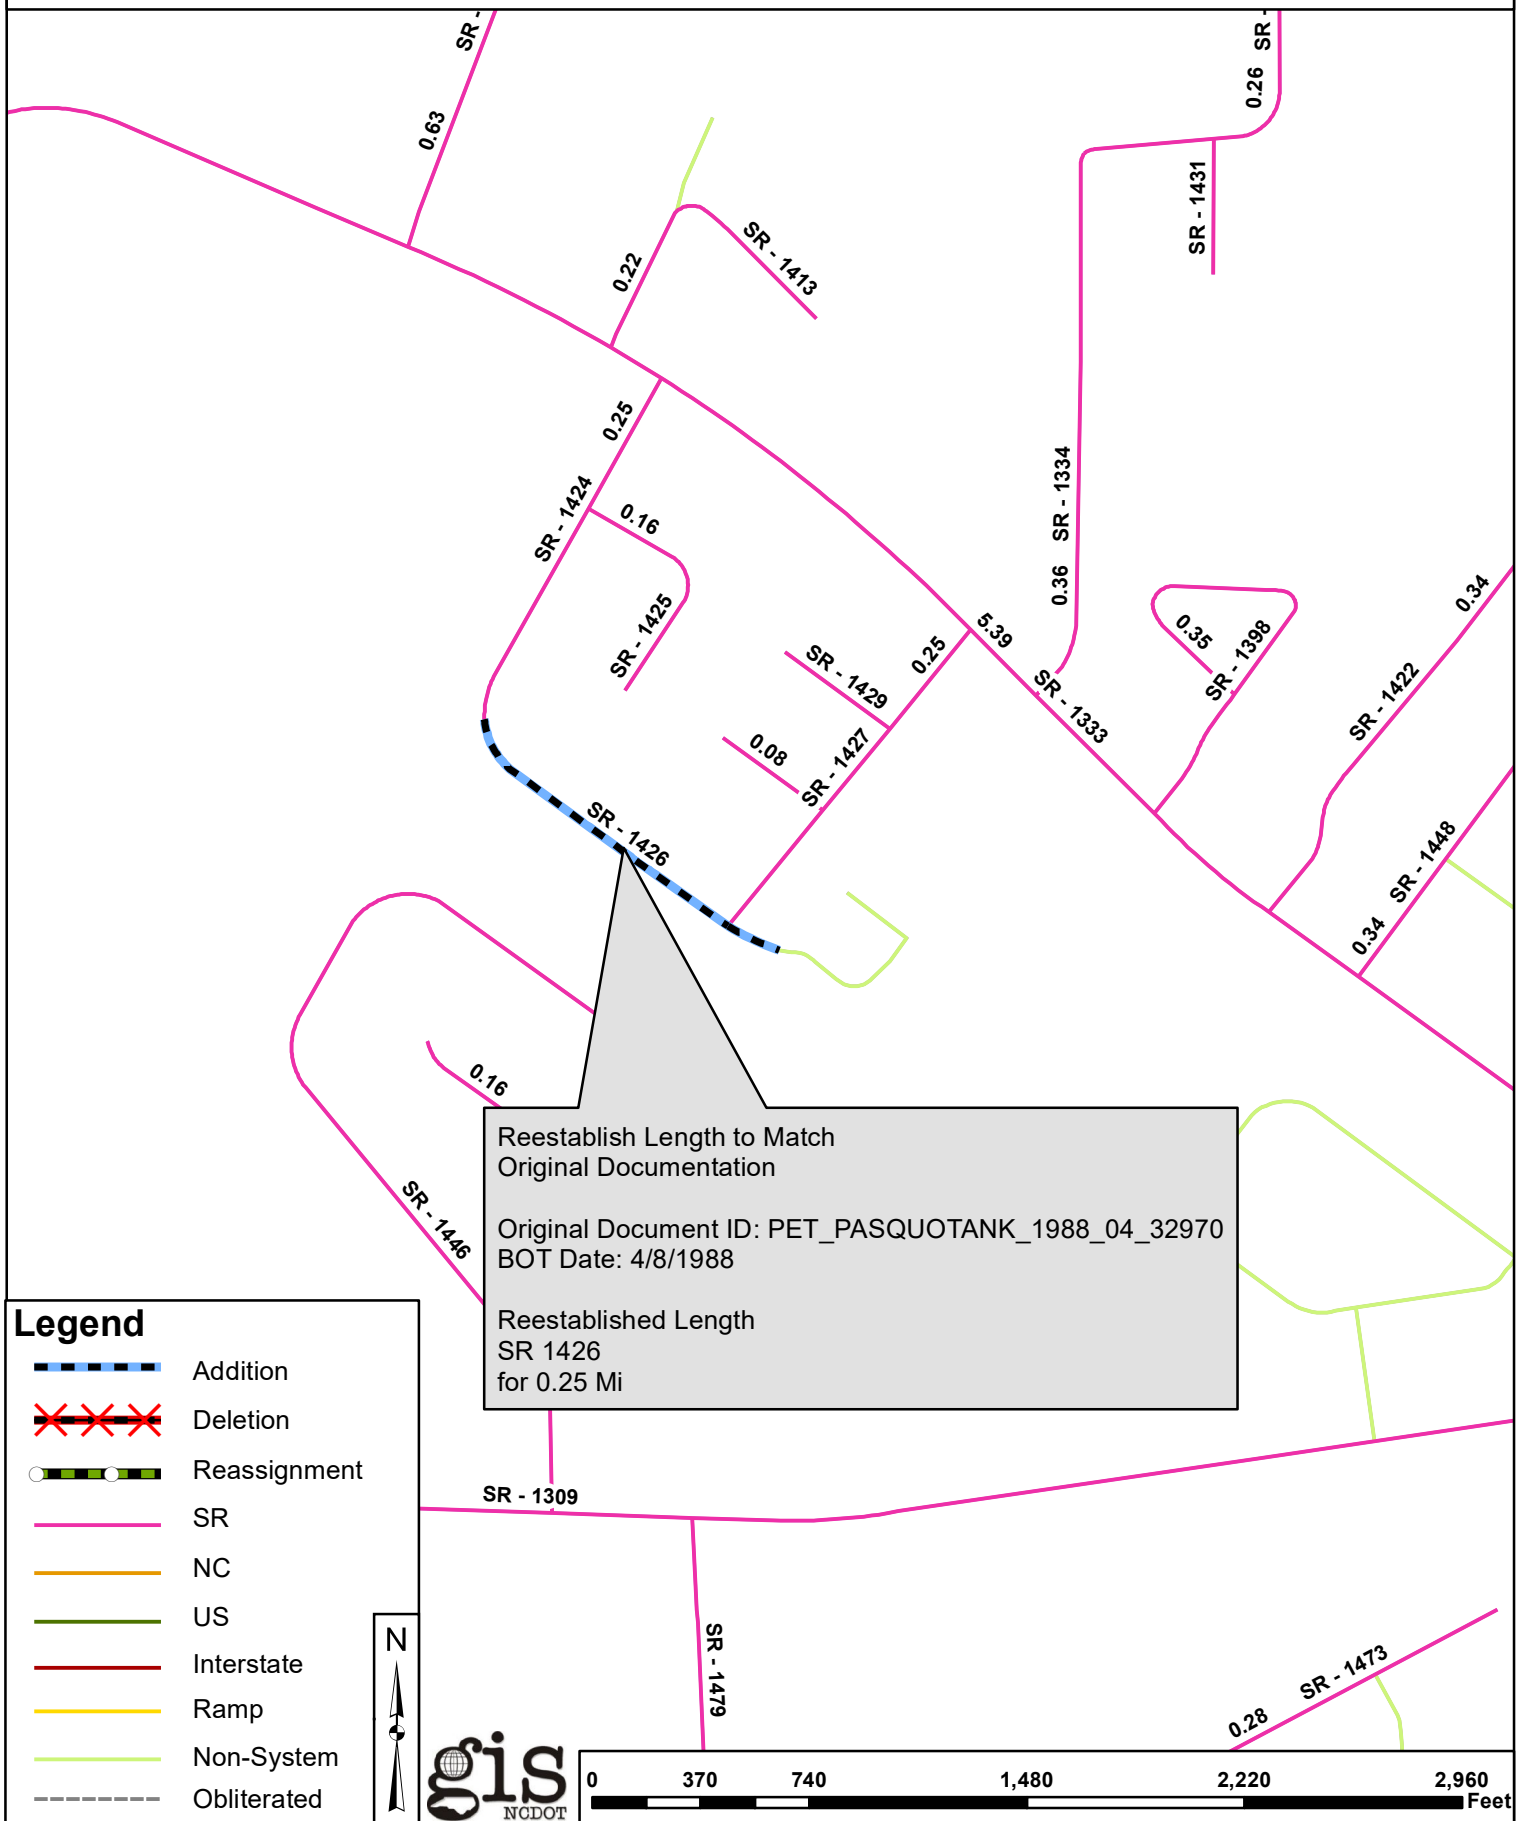 SR -
SR -
0.26
0.63
SR - 1431
0.22
SR - 1413
0.25
SR - 1424
0.16
SR - 1425
SR - 1334
0.36
5.39
SR - 1333
0.35
SR - 1398
0.34
SR - 1422
SR - 1429
0.25
0.08
SR - 1427
SR - 1426
SR - 1448
0.34
0.16
SR - 1446
Reestablish Length to Match
Original Documentation
Original Document ID: PET_PASQUOTANK_1988_04_32970
BOT Date: 4/8/1988
Reestablished Length
SR 1426
for 0.25 Mi
SR - 1309
SR - 1479
SR - 1473
0.28
Legend
Addition
Deletion
Reassignment
SR
NC
US
Interstate
Ramp
Non-System
Obliterated
N
gis
NCDOT
0 370 740 1,480 2,220 2,960
Feet